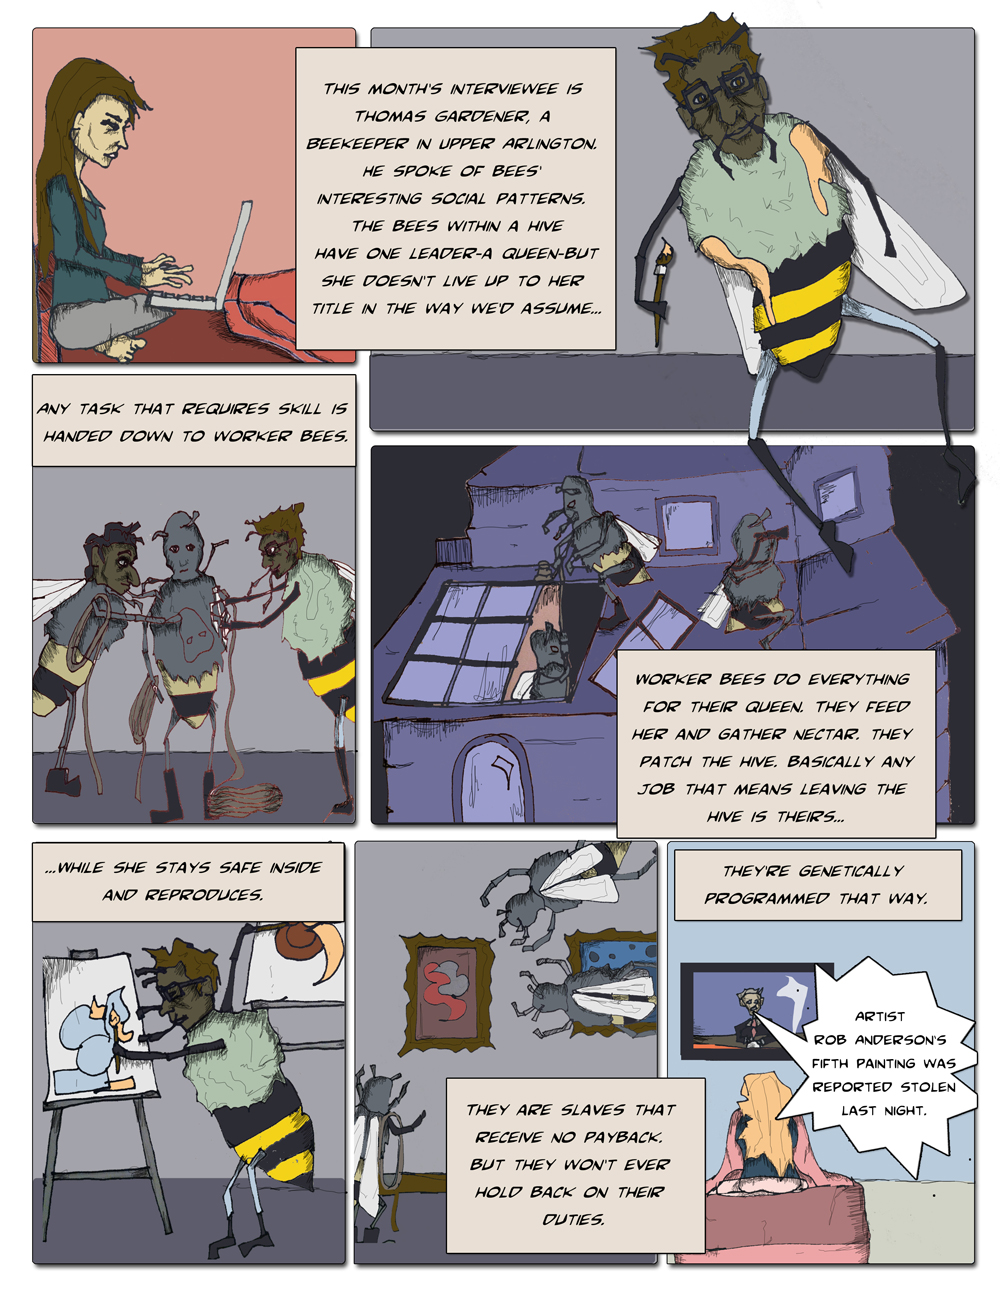 THIS MONTH'S INTERVIEWEE IS
THOMAS GARDENER, A
BEEKEEPER IN UPPER ARLINGTON.
HE SPOKE OF BEES'
INTERESTING SOCIAL PATTERNS.
THE BEES WITHIN A HIVE
HAVE ONE LEADER-A QUEEN-BUT
SHE DOESN'T LIVE UP TO HER
TITLE IN THE WAY WE'D ASSUME...
ANY TASK THAT REQUIRES SKILL IS
HANDED DOWN TO WORKER BEES.
WORKER BEES DO EVERYTHING
FOR THEIR QUEEN. THEY FEED
HER AND GATHER NECTAR. THEY
PATCH THE HIVE. BASICALLY ANY
JOB THAT MEANS LEAVING THE
HIVE IS THEIRS...
...WHILE SHE STAYS SAFE INSIDE
AND REPRODUCES.
THEY ARE SLAVES THAT
RECEIVE NO PAYBACK.
BUT THEY WON'T EVER
HOLD BACK ON THEIR
DUTIES.
THEY'RE GENETICALLY
PROGRAMMED THAT WAY.
ARTIST
ROB ANDERSON'S
FIFTH PAINTING WAS
REPORTED STOLEN
LAST NIGHT.